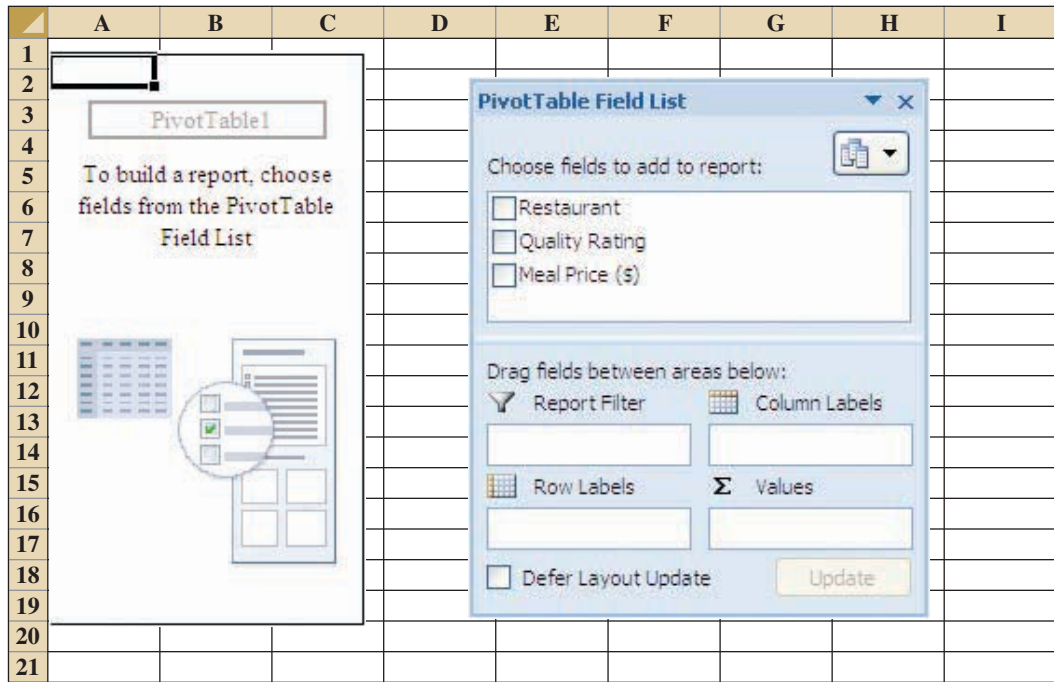 A B C D E F G H I
1
2
3
4
5
6
7
8
9
10
11
12
13
14
15
16
17
18
19
20
21
PivotTable1
To build a report, choose
fields from the PivotTable
Field List
PivotTable Field List
Choose fields to add to report:
Restaurant
Quality Rating
Meal Price ($)
Drag fields between areas below:
Report Filter
Column Labels
Row Labels
Σ Values
Defer Layout Update
Update